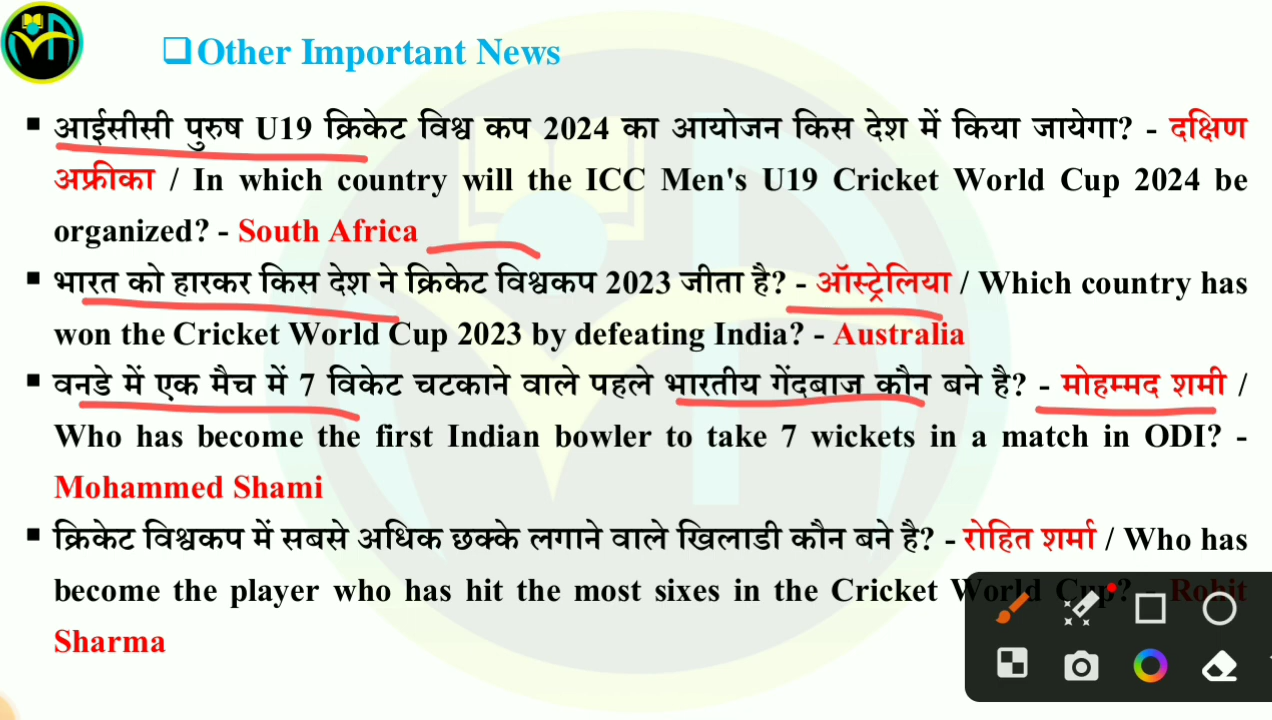 ❑Other Important News
▪ आईसीसी पुरुष U19 क्रिकेट विश्व कप 2024 का आयोजन किस देश में किया जायेगा? - दक्षिण
अफ्रीका / In which country will the ICC Men's U19 Cricket World Cup 2024 be
organized? - South Africa
▪ भारत को हारकर किस देश ने क्रिकेट विश्वकप 2023 जीता है? - ऑस्ट्रेलिया / Which country has
won the Cricket World Cup 2023 by defeating India? - Australia
▪ वनडे में एक मैच में 7 विकेट चटकाने वाले पहले भारतीय गेंदबाज कौन बने है? - मोहम्मद शमी /
Who has become the first Indian bowler to take 7 wickets in a match in ODI? -
Mohammed Shami
▪ क्रिकेट विश्वकप में सबसे अधिक छक्के लगाने वाले खिलाडी कौन बने है? - रोहित शर्मा / Who has
become the player who has hit the most sixes in the Cricket World Cup? - Rohit
Sharma